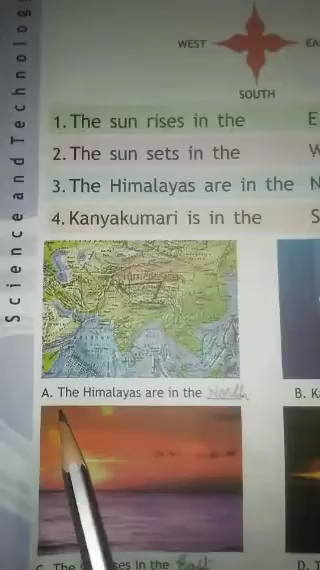 Science and Technology
WEST
EA
SOUTH
1. The sun rises in the E
2. The sun sets in the W
3. The Himalayas are in the N
4. Kanyakumari is in the S
A. The Himalayas are in the North
B. K
C. The ses in the East
D. T